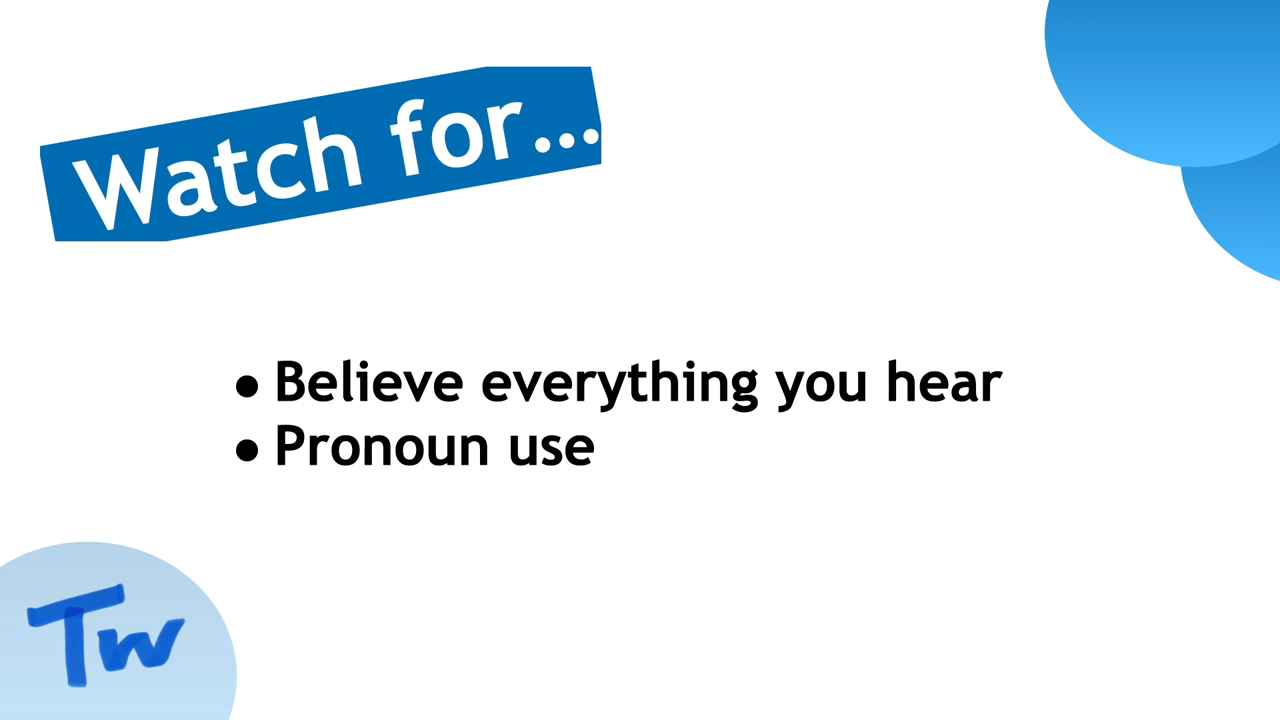 Watch for...
● Believe everything you hear
● Pronoun use
Tw